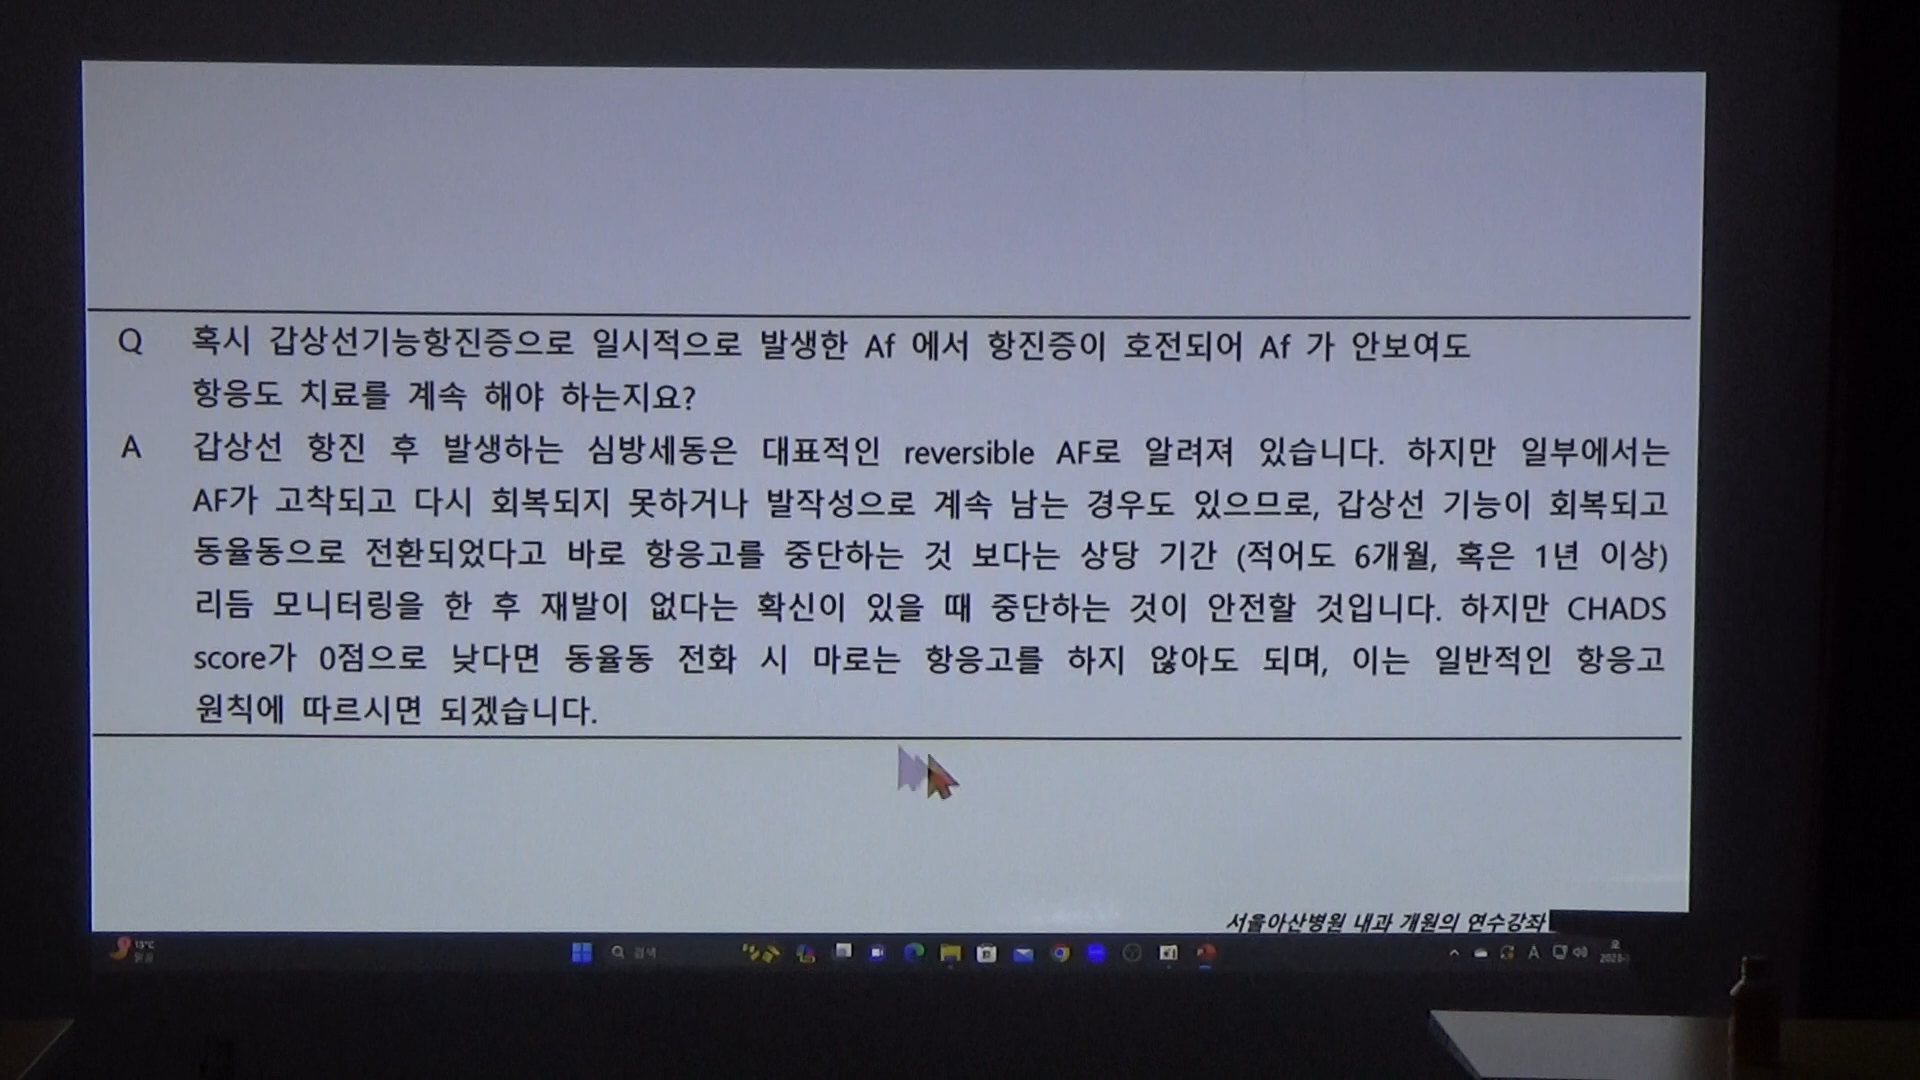 Q 혹시 갑상선기능항진증으로 일시적으로 발생한 Af 에서 항진증이 호전되어 Af 가 안보여도
항응도 치료를 계속 해야 하는지요?
A 갑상선 항진 후 발생하는 심방세동은 대표적인 reversible AF로 알려져 있습니다. 하지만 일부에서는
AF가 고착되고 다시 회복되지 못하거나 발작성으로 계속 남는 경우도 있으므로, 갑상선 기능이 회복되고
동율동으로 전환되었다고 바로 항응고를 중단하는 것 보다는 상당 기간 (적어도 6개월, 혹은 1년 이상)
리듬 모니터링을 한 후 재발이 없다는 확신이 있을 때 중단하는 것이 안전할 것입니다. 하지만 CHADS
score가 0점으로 낮다면 동율동 전화 시 마로는 항응고를 하지 않아도 되며, 이는 일반적인 항응고
원칙에 따르시면 되겠습니다.
서울아산병원 내과 개원의 연수강좌
15°C
맑음
검색
A